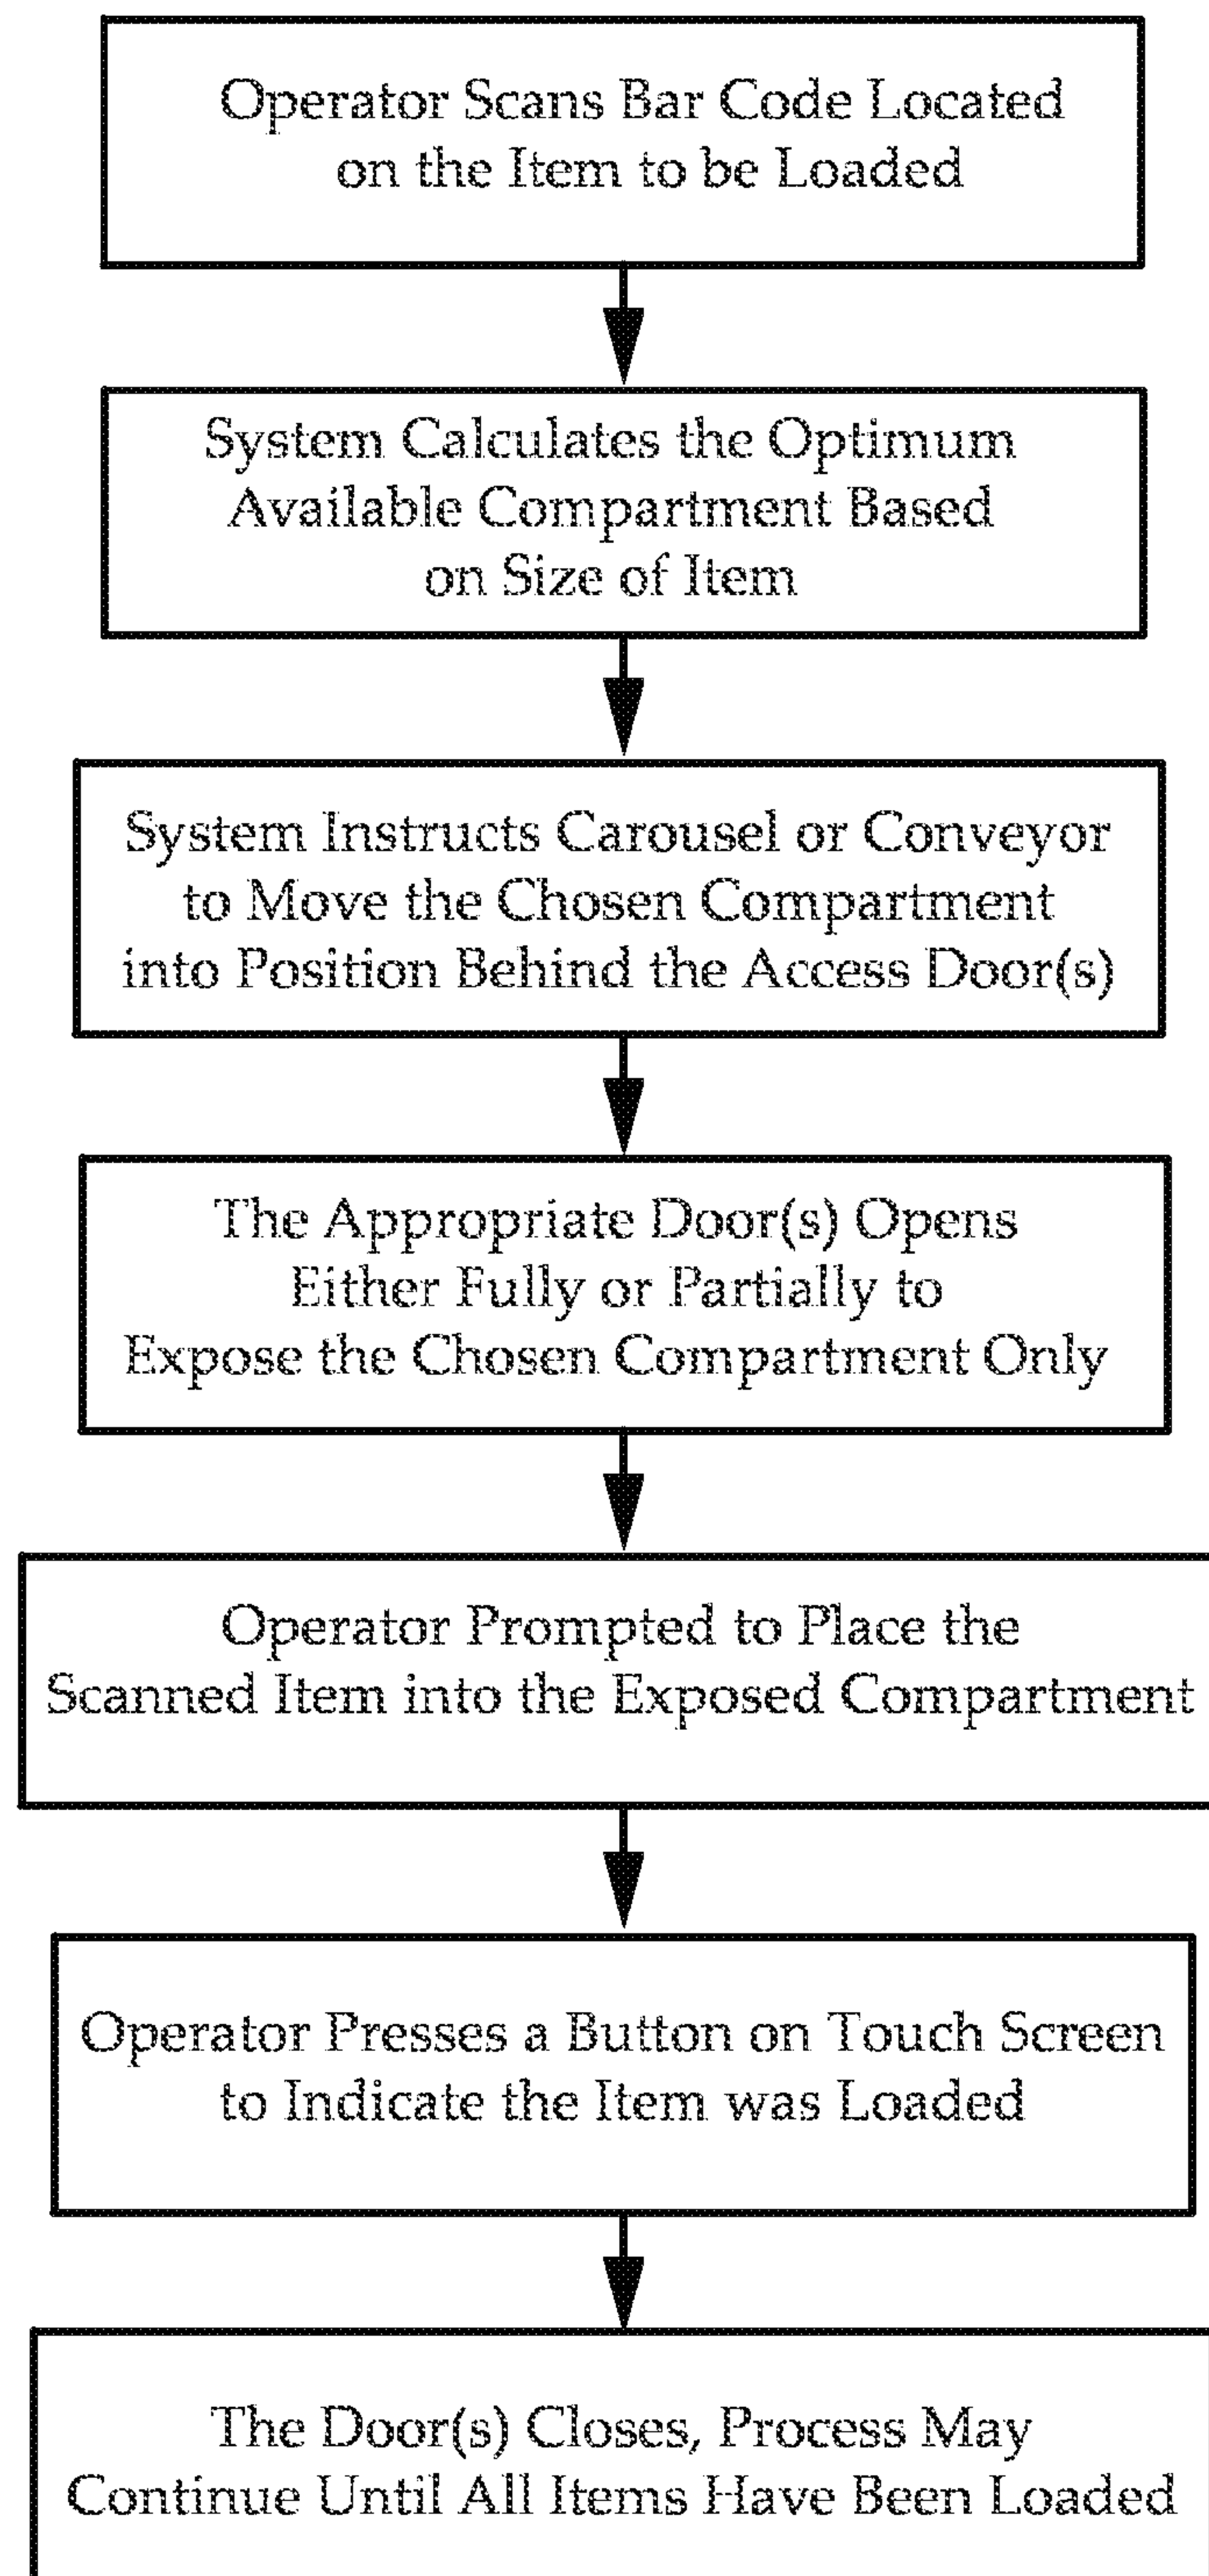 Operator Scans Bar Code Located
on the Item to be Loaded
System Calculates the Optimum
Available Compartment Based
on Size of Item
System Instructs Carousel or Conveyor
to Move the Chosen Compartment
into Position Behind the Access Door(s)
The Appropriate Door(s) Opens
Either Fully or Partially to
Expose the Chosen Compartment Only
Operator Prompted to Place the
Scanned Item into the Exposed Compartment
Operator Presses a Button on Touch Screen
to Indicate the Item was Loaded
The Door(s) Closes, Process May
Continue Until All Items Have Been Loaded